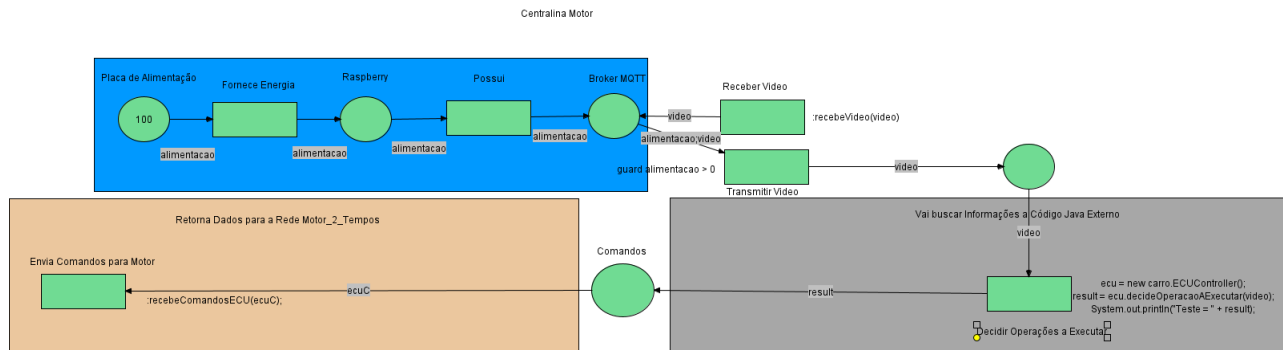 Centralina Motor
Placa de Alimentação
Fornece Energia
Raspberry
Possui
Broker MQTT
Receber Video
100
video
:recebeVideo(video)
alimentacao
alimentacao
alimentacao
alimentacao
alimentacao;video
guard alimentacao > 0
video
Transmitir Video
Retorna Dados para a Rede Motor_2_Tempos
Vai buscar Informações a Código Java Externo
video
Envia Comandos para Motor
Comandos
:recebeComandosECU(ecuC);
ecuC
result
ecu = new carro.ECUController();
result = ecu.decideOperacaoAExecutar(video);
System.out.println("Teste = " + result);
Decidir Operações a Executar